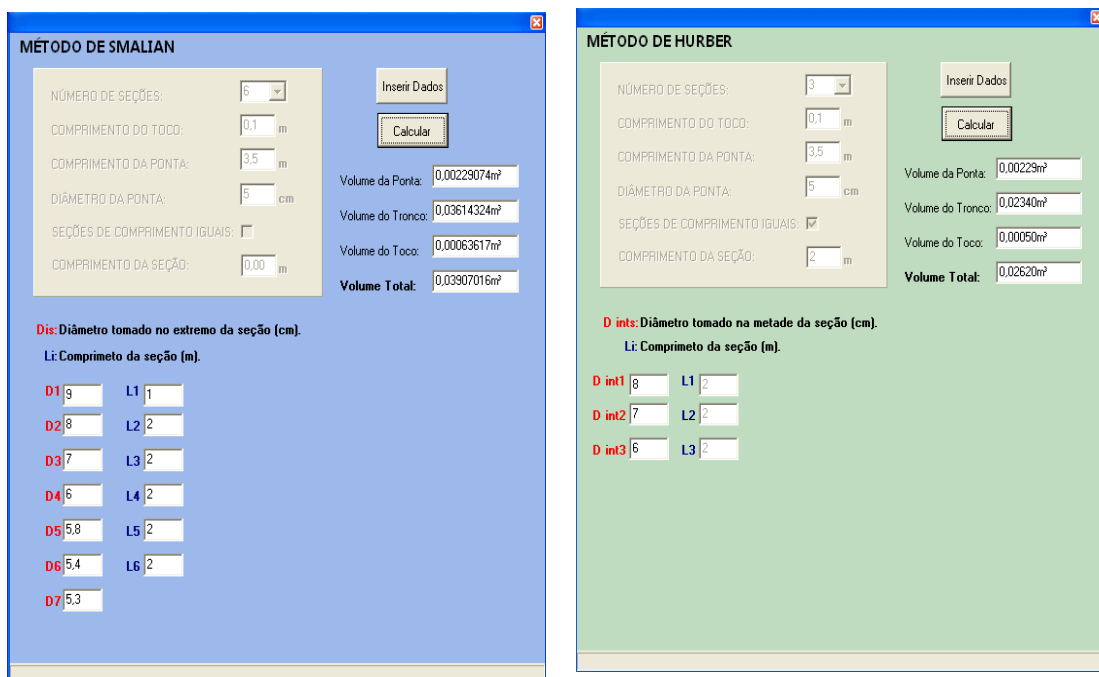 MÉTODO DE SMALIAN
NÚMERO DE SEÇÕES: 6
Inserir Dados
COMPRIMENTO DO TOCO: 0,1 m
Calcular
COMPRIMENTO DA PONTA: 3,5 m
Volume da Ponta: 0,00229074m³
DIÂMETRO DA PONTA: 5 cm
Volume do Tronco: 0,03614324m³
SEÇÕES DE COMPRIMENTO IGUAIS:
Volume do Toco: 0,00063617m³
COMPRIMENTO DA SEÇÃO: 0,00 m
Volume Total: 0,03907016m³
Dis: Diâmetro tomado no extremo da seção (cm).
Li: Comprimeto da seção (m).
D1 9 L1 1
D2 8 L2 2
D3 7 L3 2
D4 6 L4 2
D5 5,8 L5 2
D6 5,4 L6 2
D7 5,3
MÉTODO DE HURBER
NÚMERO DE SEÇÕES: 3
Inserir Dados
COMPRIMENTO DO TOCO: 0,1 m
Calcular
COMPRIMENTO DA PONTA: 3,5 m
Volume da Ponta: 0,00229m³
DIÂMETRO DA PONTA: 5 cm
Volume do Tronco: 0,02340m³
SEÇÕES DE COMPRIMENTO IGUAIS:
Volume do Toco: 0,00050m³
COMPRIMENTO DA SEÇÃO: 2 m
Volume Total: 0,02620m³
D ints: Diâmetro tomado na metade da seção (cm).
Li: Comprimeto da seção (m).
D int1 8 L1 2
D int2 7 L2 2
D int3 6 L3 2